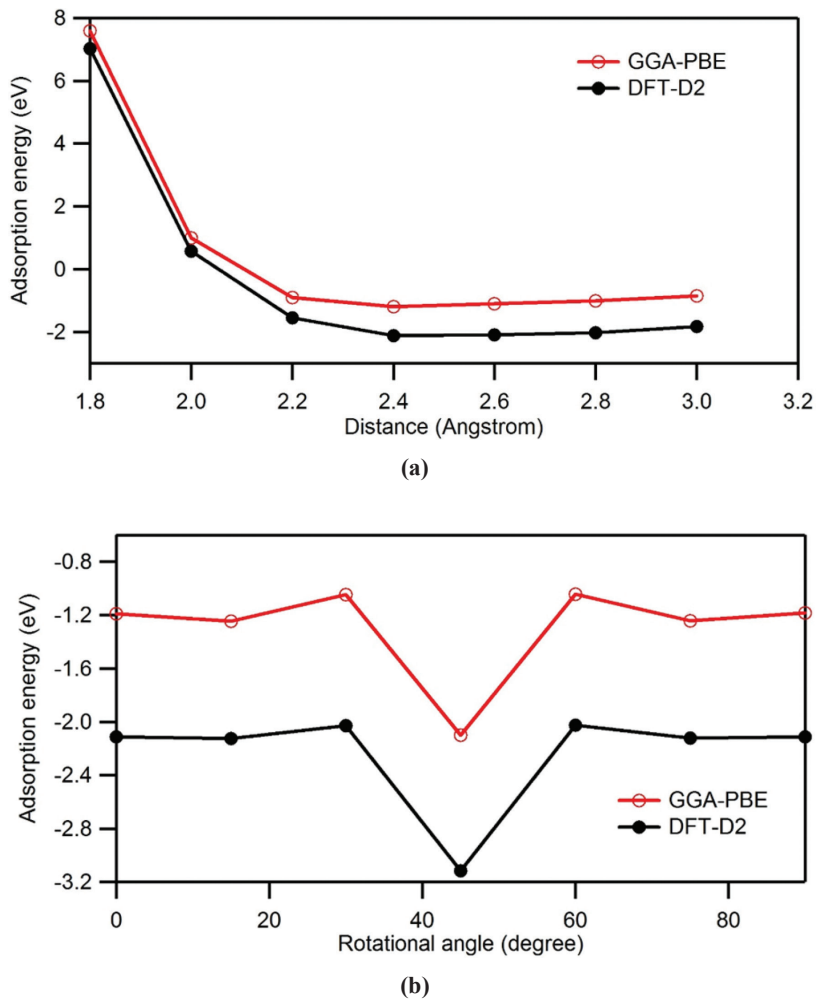 8
6
4
2
0
-2
Adsorption energy (eV)
GGA-PBE
DFT-D2
1.8 2.0 2.2 2.4 2.6 2.8 3.0 3.2
Distance (Angstrom)
(a)
-0.8
-1.2
-1.6
-2.0
-2.4
-2.8
-3.2
Adsorption energy (eV)
GGA-PBE
DFT-D2
0 20 40 60 80
Rotational angle (degree)
(b)